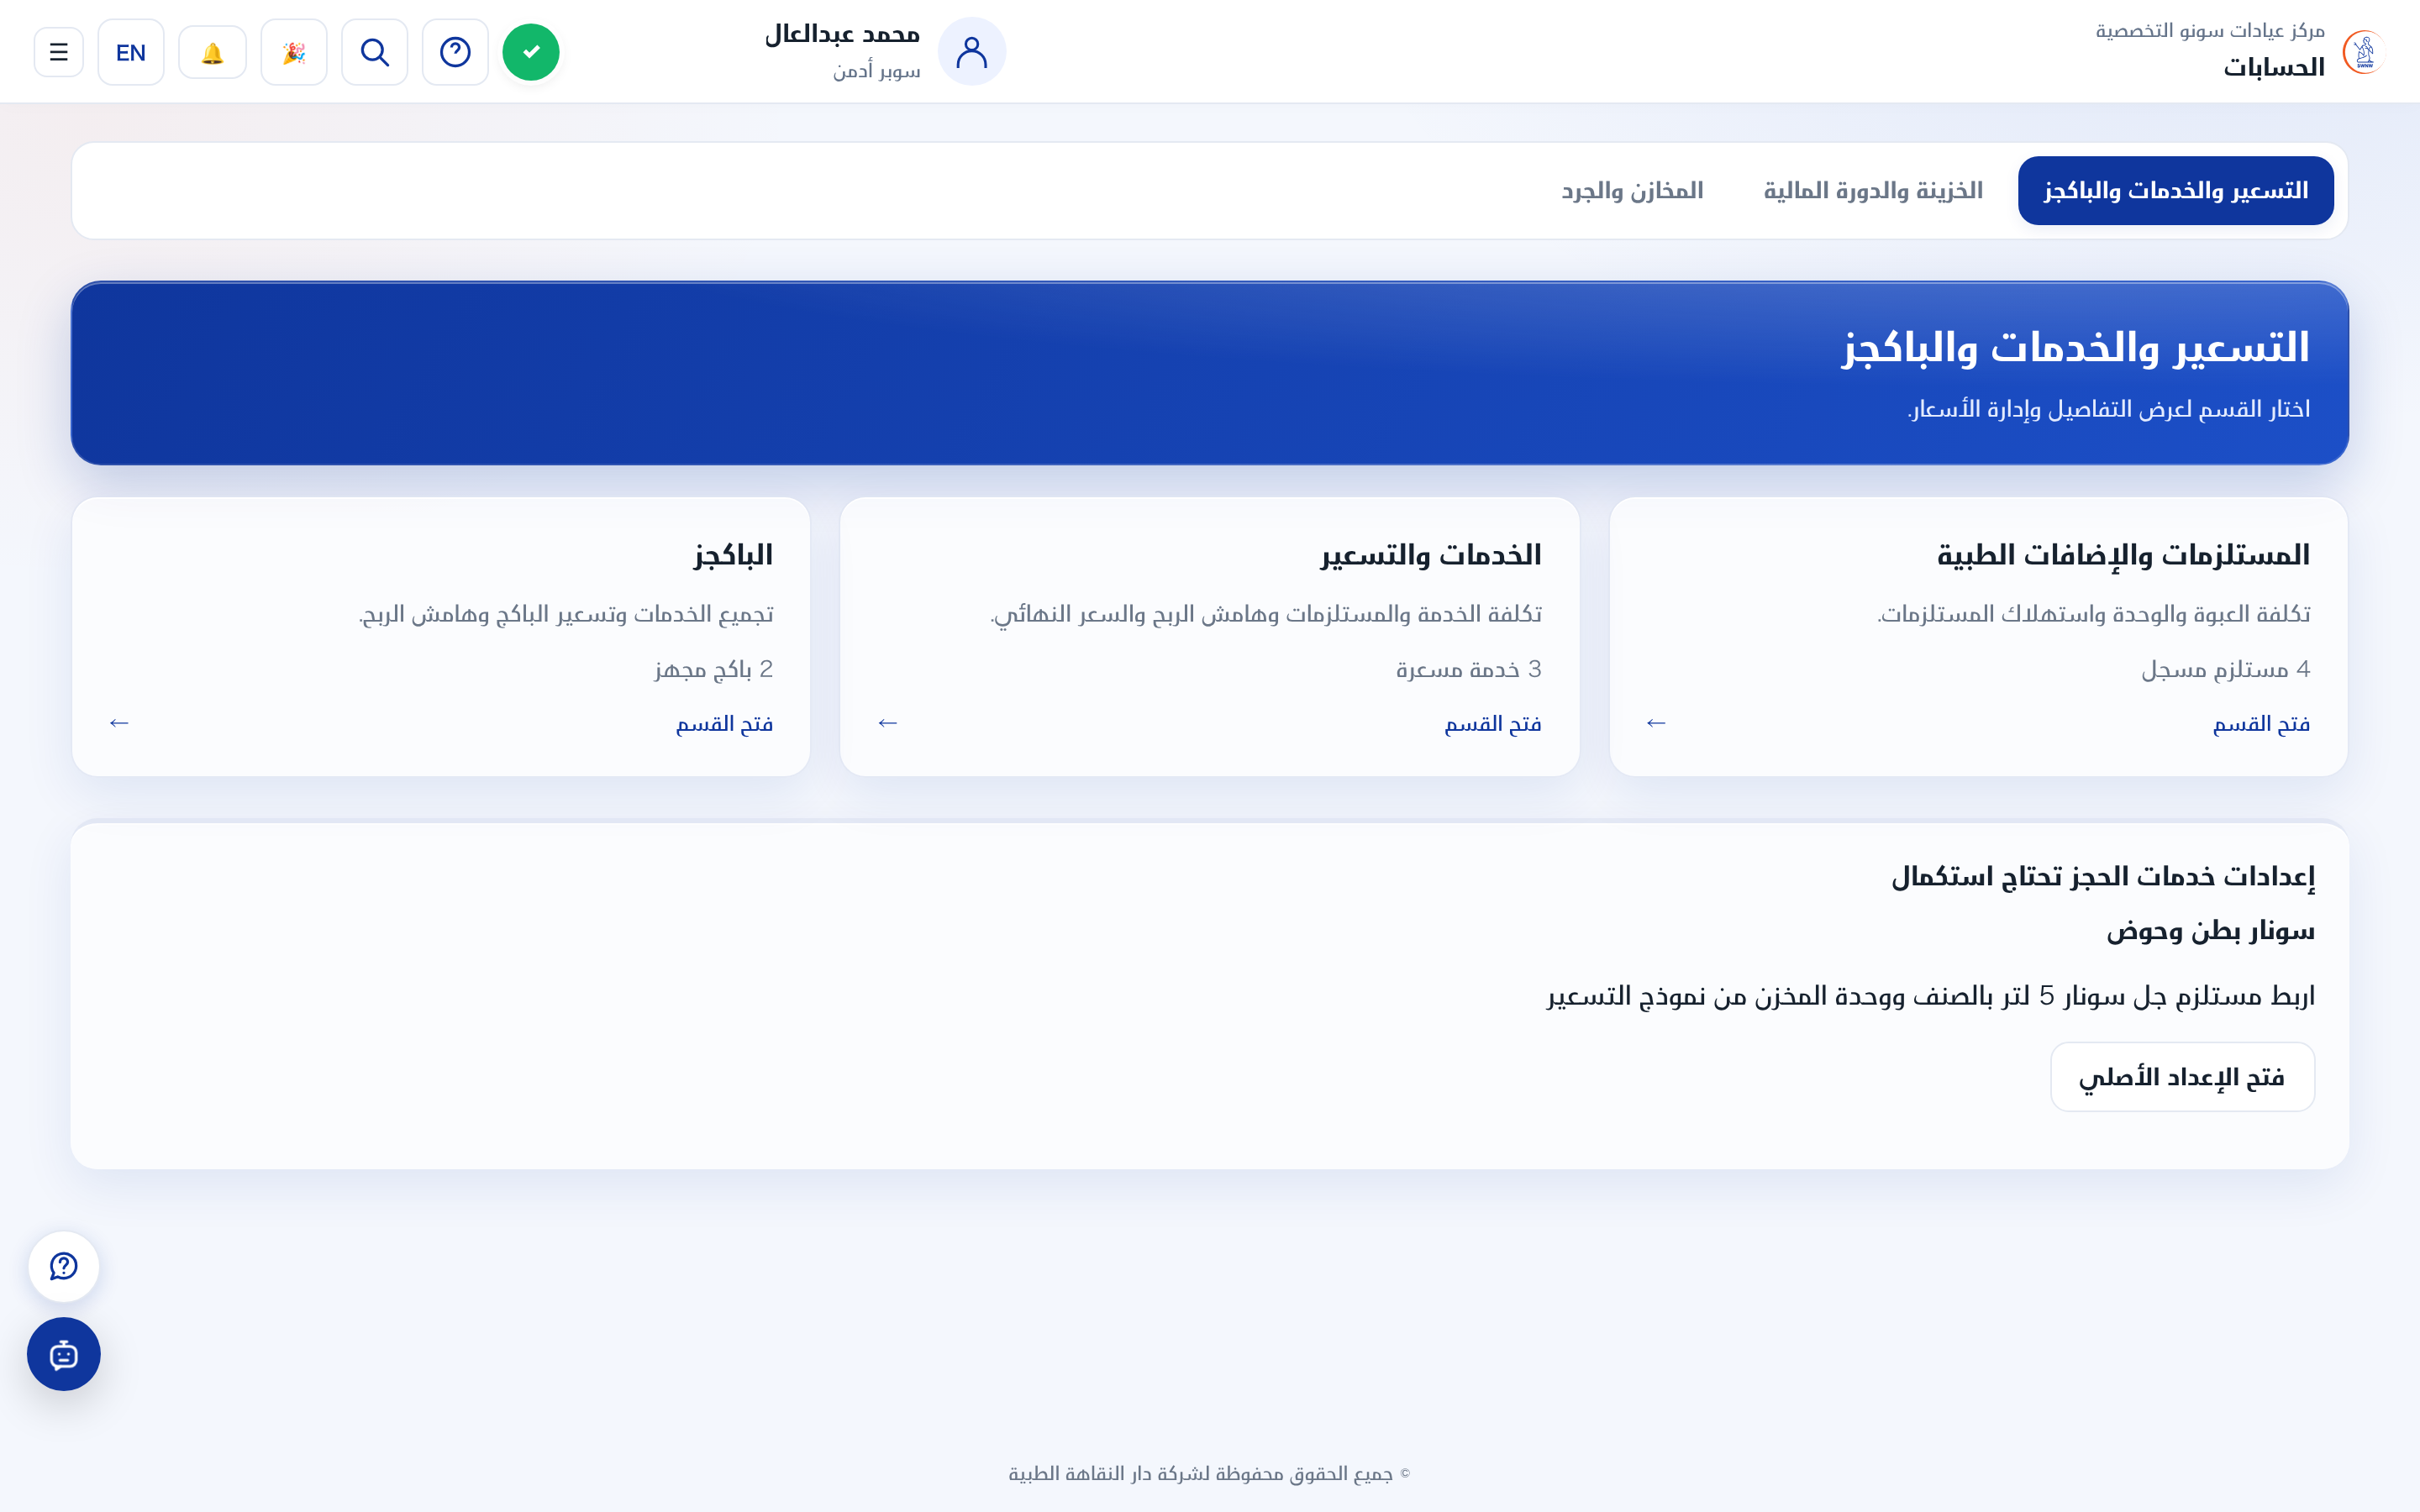 مركز عيادات سونو التخصصية
الحسابات
محمد عبدالعال
سوبر أدمن
EN
SWNW
التسعير والخدمات والباكجز
الخزينة والدورة المالية
المخازن والجرد
التسعير والخدمات والباكجز
اختار القسم لعرض التفاصيل وإدارة الأسعار.
المستلزمات والإضافات الطبية
تكلفة العبوة والوحدة واستهلاك المستلزمات.
4 مستلزم مسجل
فتح القسم ←
الخدمات والتسعير
تكلفة الخدمة والمستلزمات وهامش الربح والسعر النهائي.
3 خدمة مسعرة
فتح القسم ←
الباكجز
تجميع الخدمات وتسعير الباكج وهامش الربح.
2 باكج مجهز
فتح القسم ←
إعدادات خدمات الحجز تحتاج استكمال
سونار بطن وحوض
اربط مستلزم جل سونار 5 لتر بالصنف ووحدة المخزن من نموذج التسعير
فتح الإعداد الأصلي
© جميع الحقوق محفوظة لشركة دار النقاهة الطبية